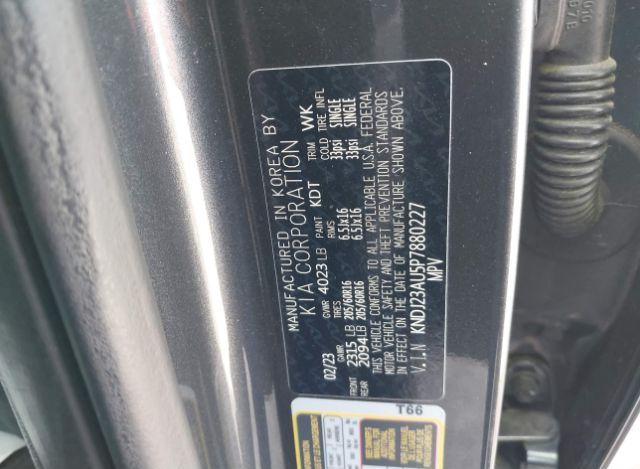 MANUFACTURED IN KOREA BY
KIA CORPORATION
02/23 GVWR 4023 LB PAINT KDT TRIM WK
GAWR TIRES RIMS COLD TIRE INFL
FRONT 2315 LB 205/60R16 6.5Jx16 33psi SINGLE
REAR 2094 LB 205/60R16 6.5Jx16 33psi SINGLE
THIS VEHICLE CONFORMS TO ALL APPLICABLE U.S.A. FEDERAL
MOTOR VEHICLE SAFETY AND THEFT PREVENTION STANDARDS
IN EFFECT ON THE DATE OF MANUFACTURE SHOWN ABOVE.
V.I.N KNDJ23AU5P7880227
MPV
T66